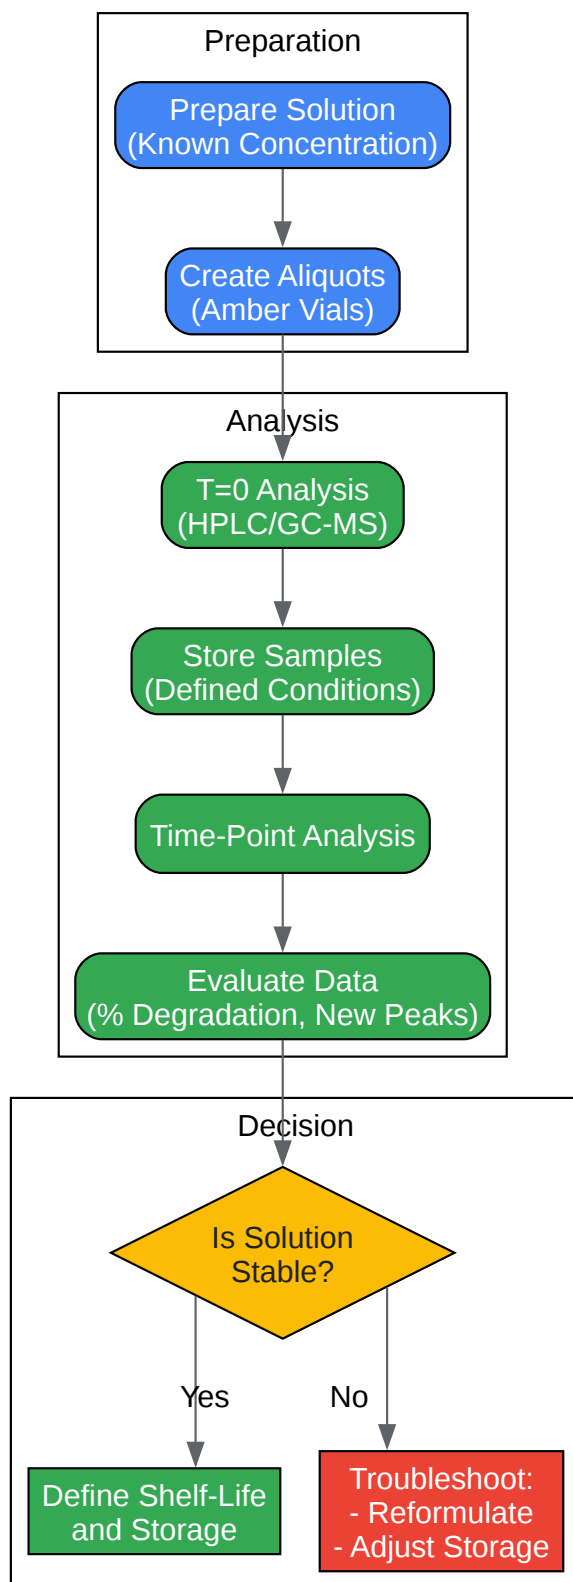 Preparation
Prepare Solution
(Known Concentration)
Create Aliquots
(Amber Vials)
Analysis
T=0 Analysis
(HPLC/GC-MS)
Store Samples
(Defined Conditions)
Time-Point Analysis
Evaluate Data
(% Degradation, New Peaks)
Decision
Is Solution
Stable?
Yes
No
Define Shelf-Life
and Storage
Troubleshoot:
- Reformulate
- Adjust Storage